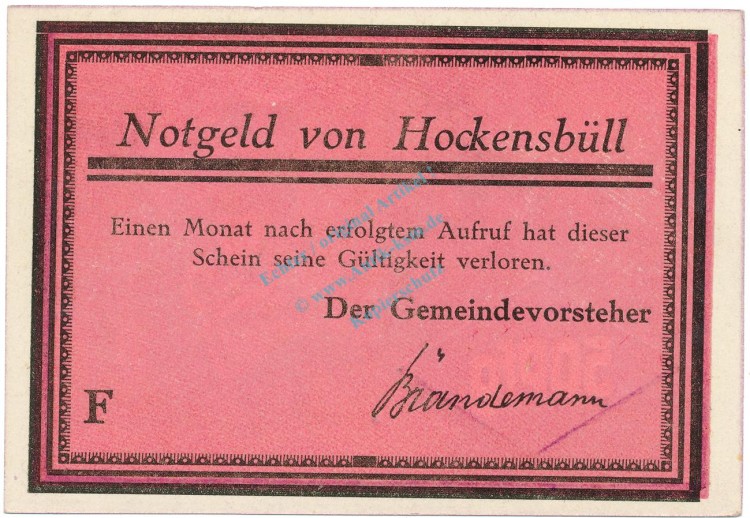 Notgeld von Hockensbüll
Einen Monat nach erfolgtem Aufruf hat dieser
Schein seine Gültigkeit verloren.
Der Gemeindevorsteher
Brandemann
F